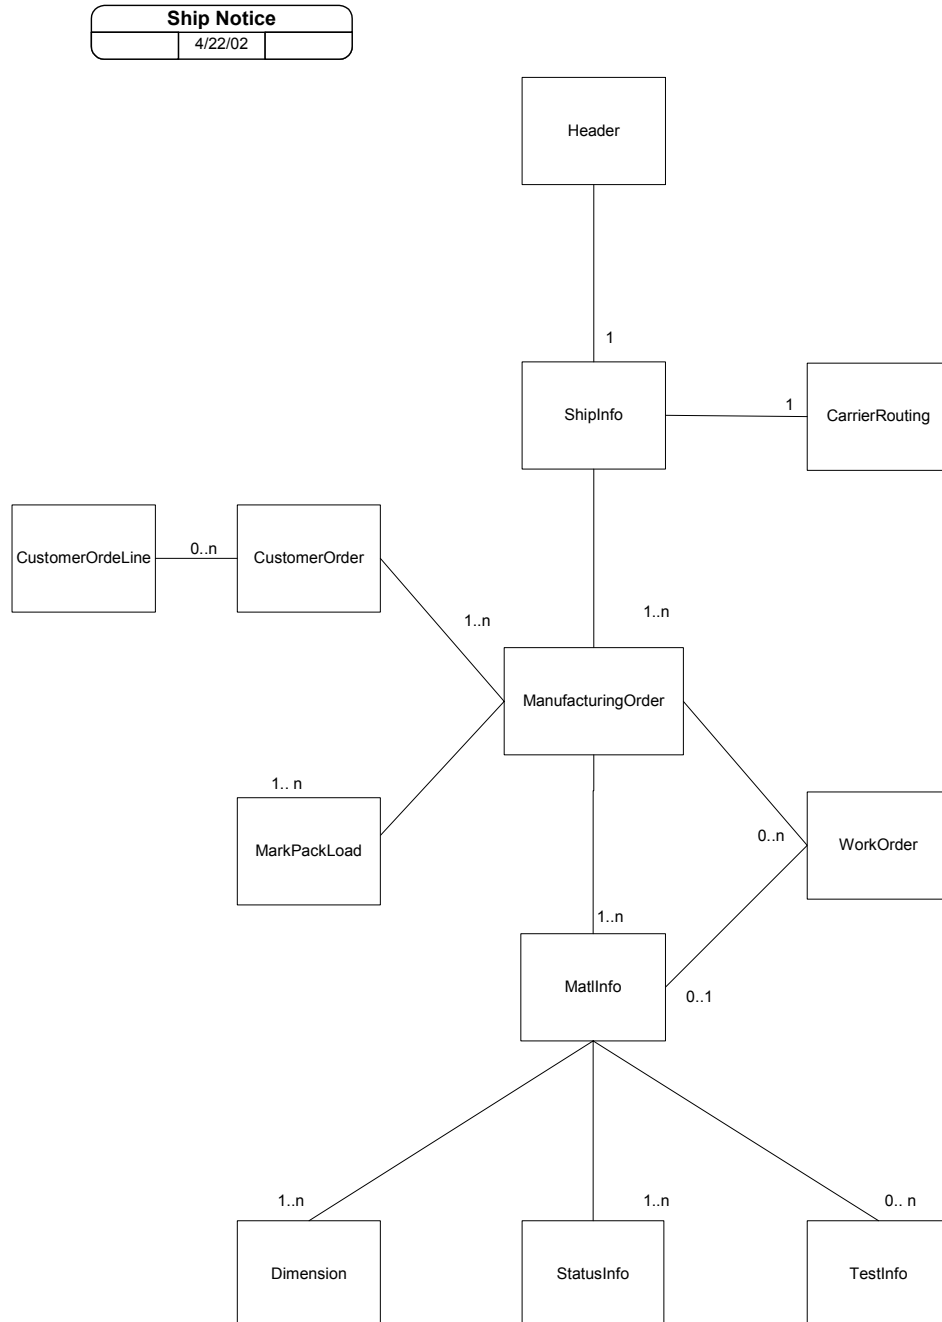 Ship Notice
4/22/02
Header
1
ShipInfo
1
CarrierRouting
CustomerOrdeLine
0..n
CustomerOrder
1..n
1..n
ManufacturingOrder
1.. n
MarkPackLoad
0..n
WorkOrder
1..n
MatlInfo
0..1
1..n
1..n
0.. n
Dimension
StatusInfo
TestInfo